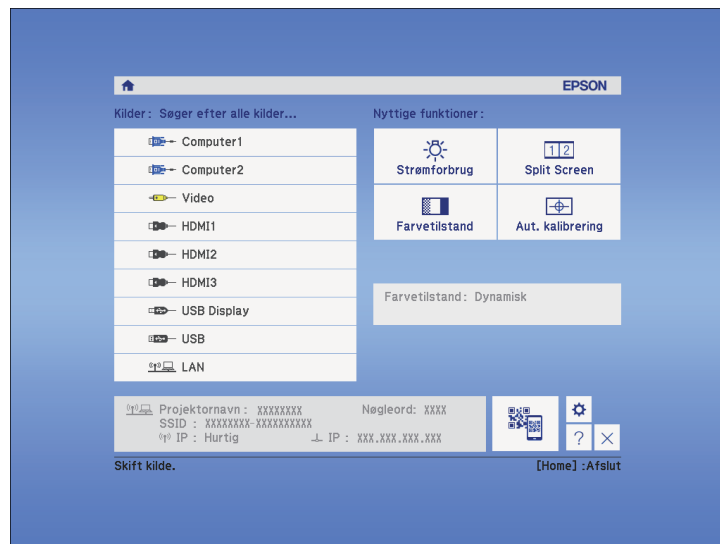 EPSON
Kilder: Søger efter alle kilder...
Nyttige funktioner:
Computer1
Computer2
Video
HDMI1
HDMI2
HDMI3
USB Display
USB
LAN
Strømforbrug
1 2
Split Screen
Farvetilstand
Aut. kalibrering
Farvetilstand: Dynamisk
Projektornavn: XXXXXXXX Nøgleord: XXXX
SSID : XXXXXXXX-XXXXXXXXXX
IP : Hurtig IP : XXX.XXX.XXX.XXX
?
Skift kilde.
[Home] :Afslut